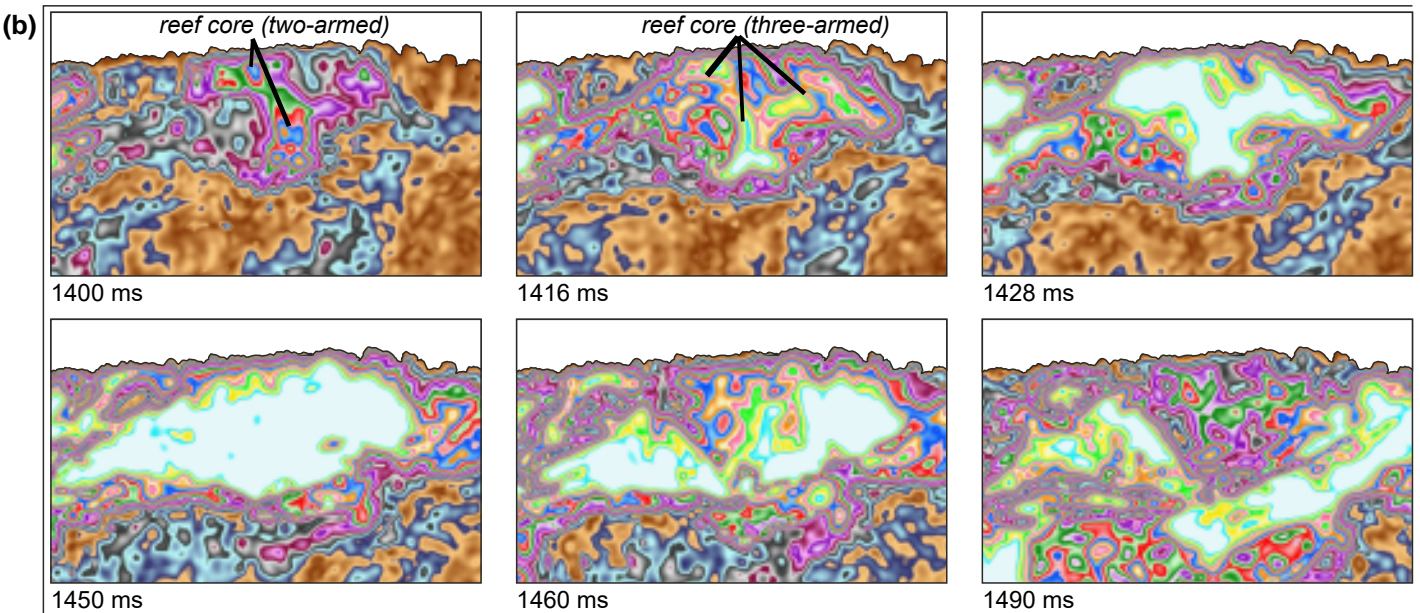 (b)
reef core (two-armed)
reef core (three-armed)
1400 ms
1416 ms
1428 ms
1450 ms
1460 ms
1490 ms